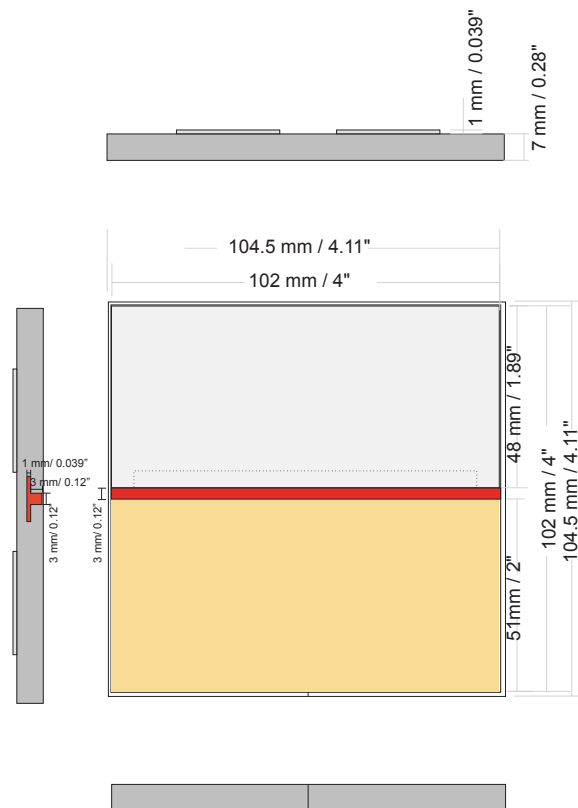 1 mm / 0.039"
7 mm / 0.28"
104.5 mm / 4.11"
102 mm / 4"
48 mm / 1.89"
102 mm / 4"
104.5 mm / 4.11"
51mm / 2"
1 mm/ 0.039”
3 mm/ 0.12”
3 mm/ 0.12"
3 mm/ 0.12"